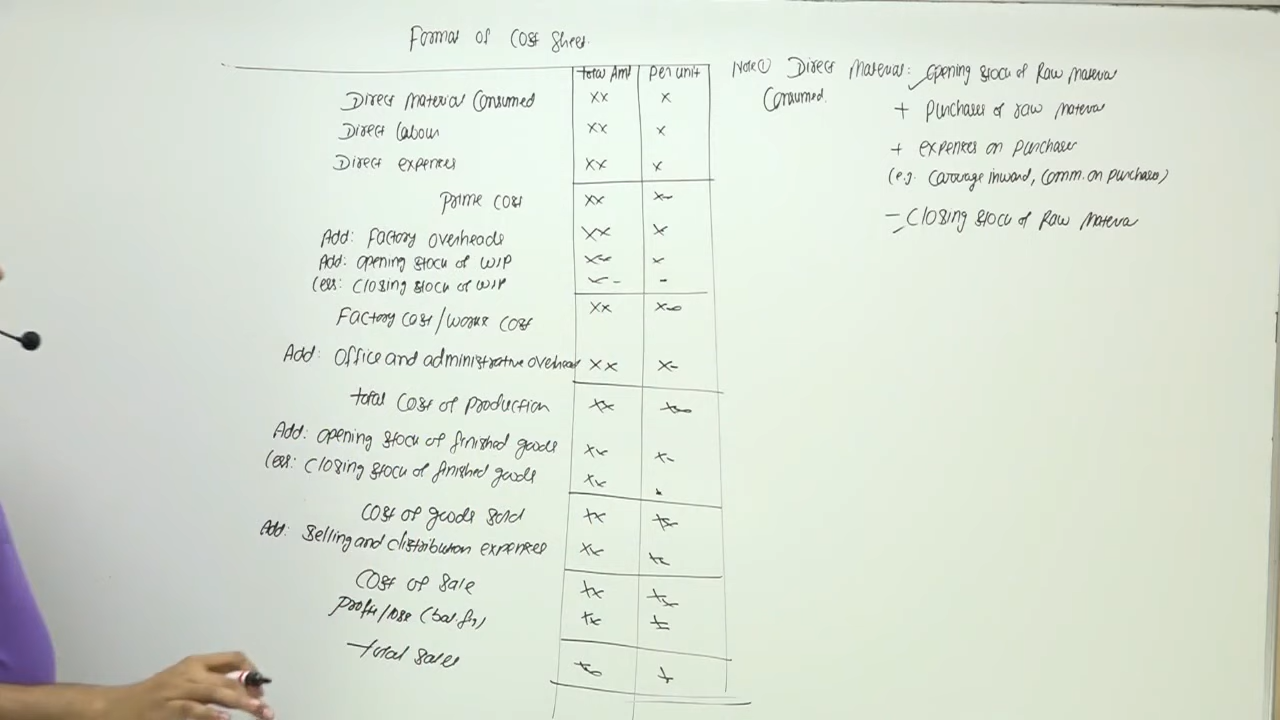 Format of Cost Sheet.
total Amt per unit
Direct Material Consumed xx x
Direct labour xx x
Direct expenses xx x
Prime Cost xx x
Add: Factory overheads xx x
Add: opening stock of WIP xx x
less: Closing stock of WIP x- -
Factory cost/works cost xx x
Add: Office and administrative overhead xx x
total Cost of production xx x
Add: opening stock of finished goods xx x
less: Closing stock of finished goods xx
Cost of goods sold xx xx
Add: Selling and distribution expenses xx xx
Cost of Sale xx xx
Profit/loss (bal.fn) xx x
total sales x x
Note① Direct Material: opening stock of Raw Material
Consumed.
+ purchases of raw material
+ expenses on purchases
(e.g. Carriage inward, Comm. on purchases)
- Closing stock of Raw Material